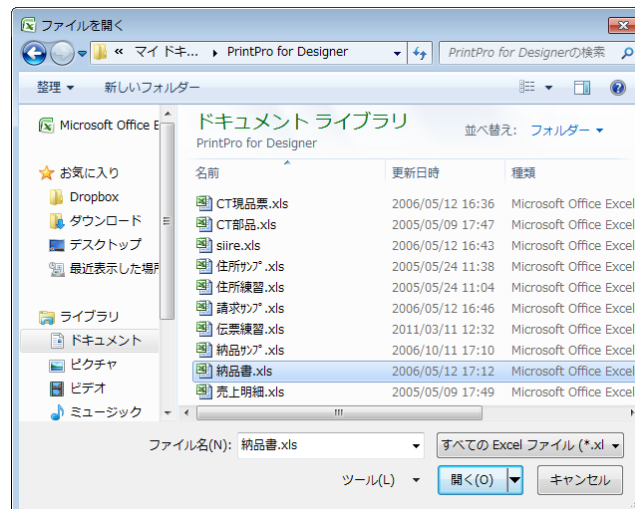 ファイルを開く
« マイ ドキ... ▸ PrintPro for Designer
PrintPro for Designerの検索
整理 ▼ 新しいフォルダー
Microsoft Office E
お気に入り
Dropbox
ダウンロード
デスクトップ
最近表示した場所
ライブラリ
ドキュメント
ピクチャ
ビデオ
ミュージック
ドキュメント ライブラリ
PrintPro for Designer
並べ替え: フォルダー ▼
名前 更新日時 種類
CT現品票.xls 2006/05/12 16:36 Microsoft Office Excel
CT部品.xls 2005/05/09 17:47 Microsoft Office Excel
siire.xls 2006/05/12 16:43 Microsoft Office Excel
住所ｻﾝﾌﾟ.xls 2005/05/24 11:38 Microsoft Office Excel
住所練習.xls 2005/05/24 11:04 Microsoft Office Excel
請求ｻﾝﾌﾟ.xls 2006/05/12 16:46 Microsoft Office Excel
伝票練習.xls 2011/03/11 12:32 Microsoft Office Excel
納品ｻﾝﾌﾟ.xls 2006/10/11 17:10 Microsoft Office Excel
納品書.xls 2006/05/12 17:12 Microsoft Office Excel
売上明細.xls 2005/05/09 17:49 Microsoft Office Excel
ファイル名(N): 納品書.xls
すべての Excel ファイル (*.xl
ツール(L) 開く(O) キャンセル